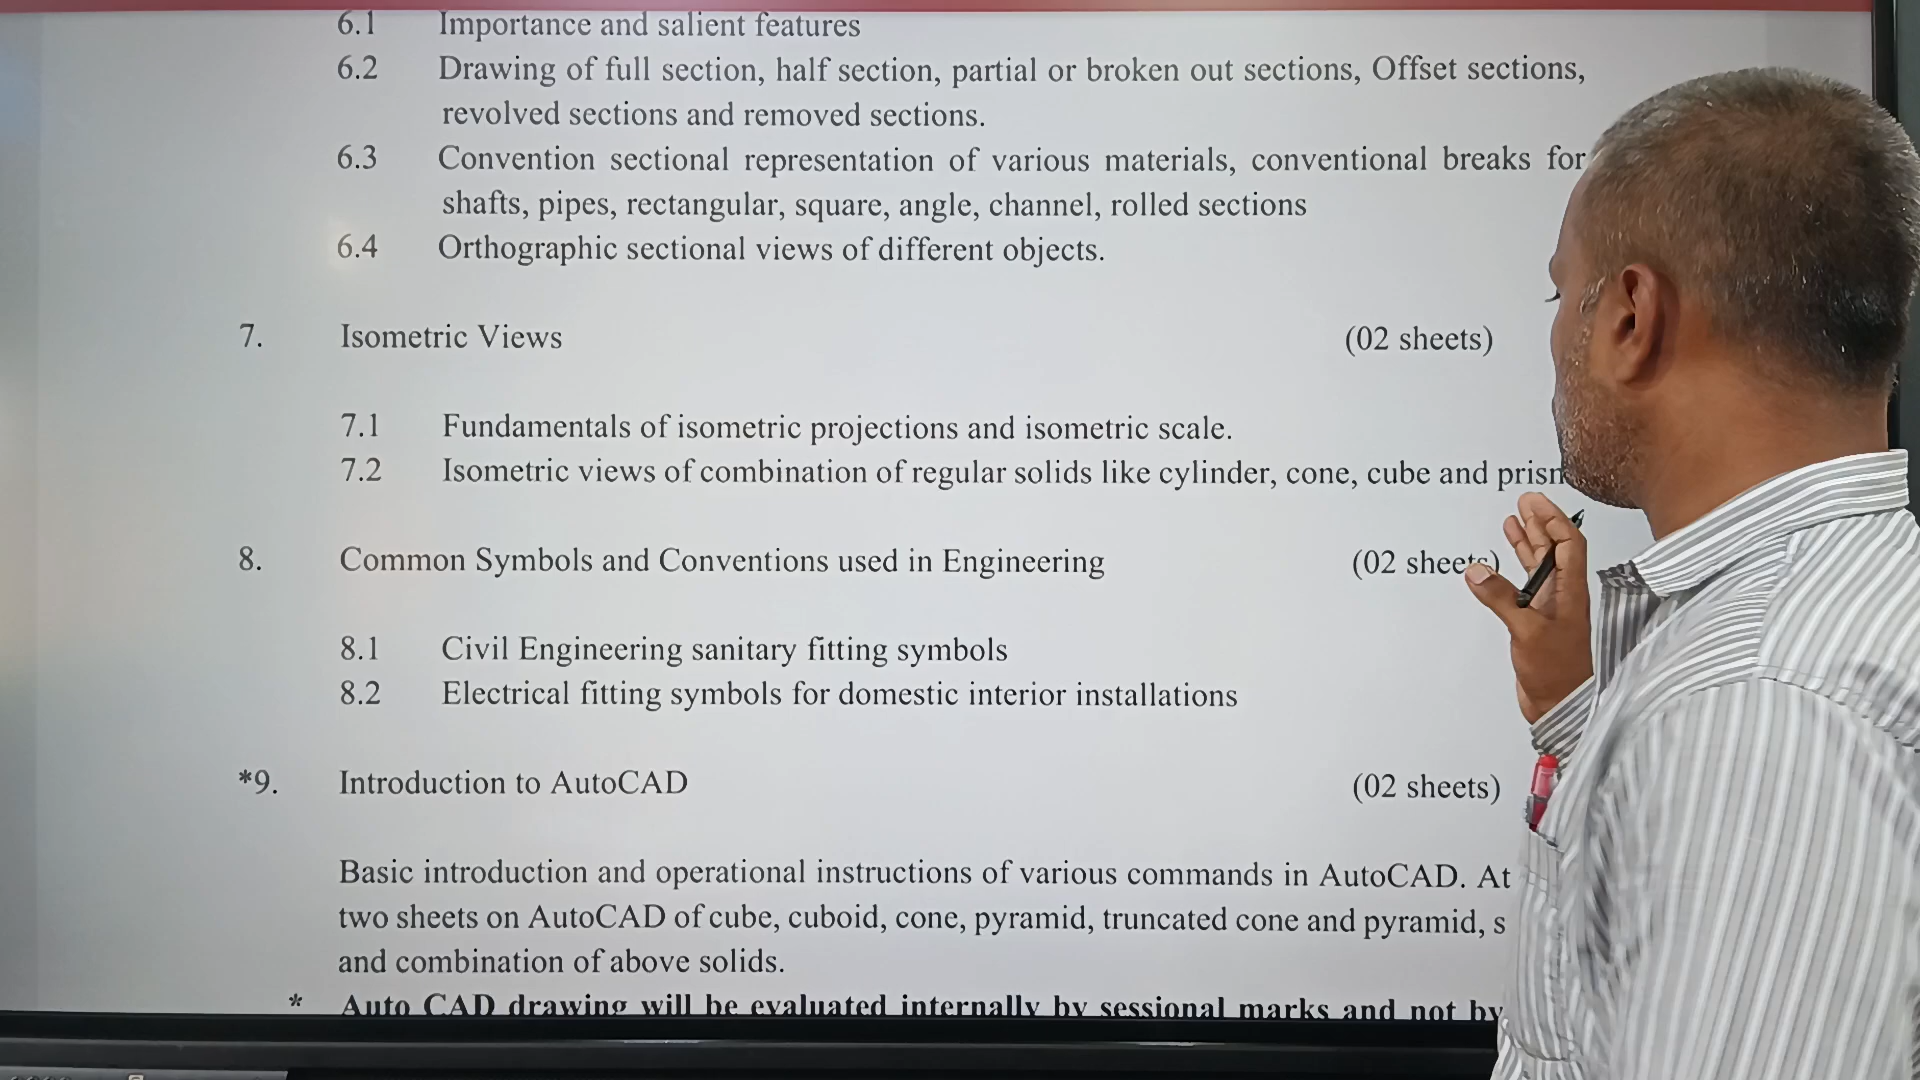 6.1 Importance and salient features
6.2 Drawing of full section, half section, partial or broken out sections, Offset sections,
revolved sections and removed sections.
6.3 Convention sectional representation of various materials, conventional breaks for
shafts, pipes, rectangular, square, angle, channel, rolled sections
6.4 Orthographic sectional views of different objects.
7. Isometric Views (02 sheets)
7.1 Fundamentals of isometric projections and isometric scale.
7.2 Isometric views of combination of regular solids like cylinder, cone, cube and
8. Common Symbols and Conventions used in Engineering (02 sheets)
8.1 Civil Engineering sanitary fitting symbols
8.2 Electrical fitting symbols for domestic interior installations
*9. Introduction to AutoCAD (02 sheets)
Basic introduction and operational instructions of various commands in AutoCAD. At
two sheets on AutoCAD of cube, cuboid, cone, pyramid, truncated cone and pyramid, s
and combination of above solids.
* Auto CAD drawing will be evaluated internally by sessional marks and not by